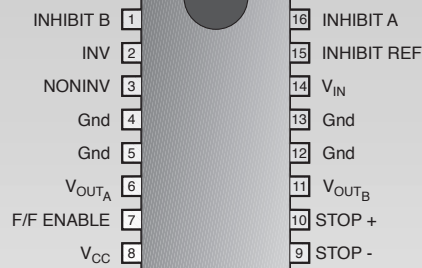 INHIBIT B 1 16 INHIBIT A
INV 2 15 INHIBIT REF
NONINV 3 14 VIN
Gnd 4 13 Gnd
Gnd 5 12 Gnd
VOUTA 6 11 VOUTB
F/F ENABLE 7 10 STOP +
VCC 8 9 STOP -